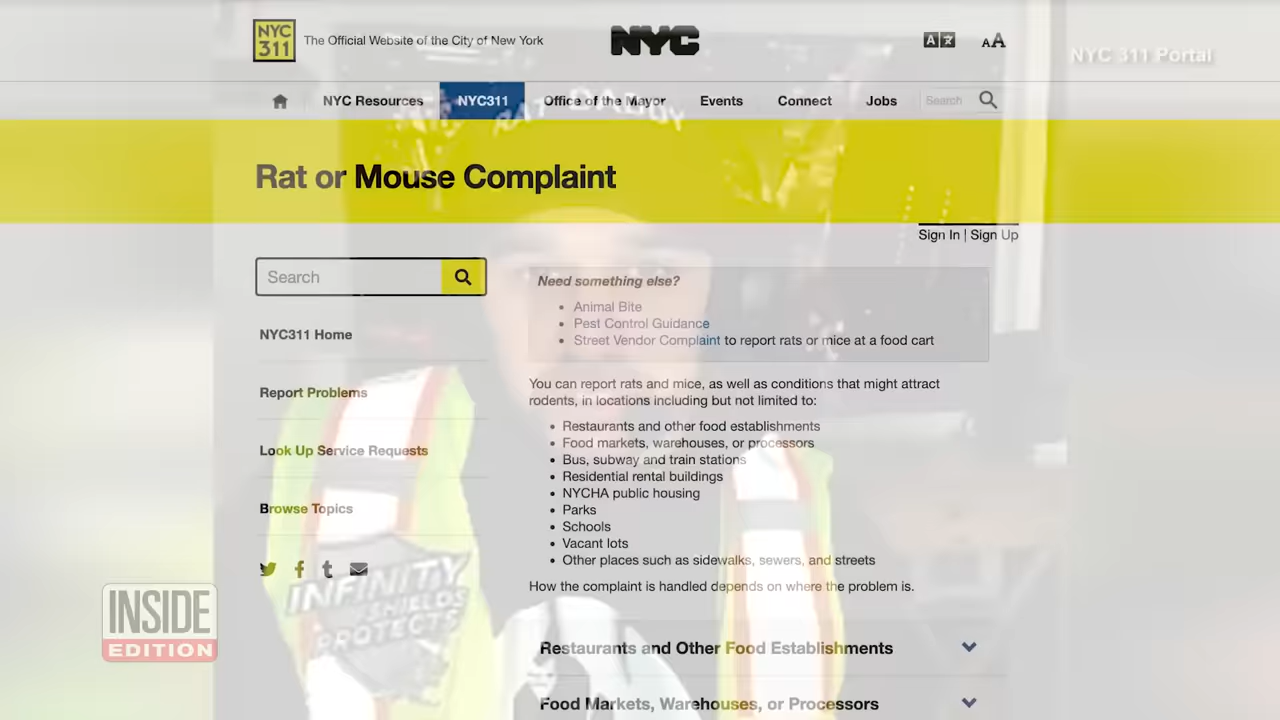 NYC
311
The Official Website of the City of New York
NYC
A
AA
NYC 311 Portal
NYC Resources
NYC311
Office of the Mayor
Events
Connect
Jobs
Search
RAT DADDY
Rat or Mouse Complaint
Sign In | Sign Up
Search
Need something else?
Animal Bite
Pest Control Guidance
Street Vendor Complaint to report rats or mice at a food cart
NYC311 Home
You can report rats and mice, as well as conditions that might attract
rodents, in locations including but not limited to:
Report Problems
Restaurants and other food establishments
Food markets, warehouses, or processors
Look Up Service Requests
Bus, subway and train stations
Residential rental buildings
NYCHA public housing
Browse Topics
Parks
Schools
Vacant lots
Other places such as sidewalks, sewers, and streets
How the complaint is handled depends on where the problem is.
INFINITY
SHIELDS
PROTECTS
INSIDE
EDITION
Restaurants and Other Food Establishments
Food Markets, Warehouses, or Processors